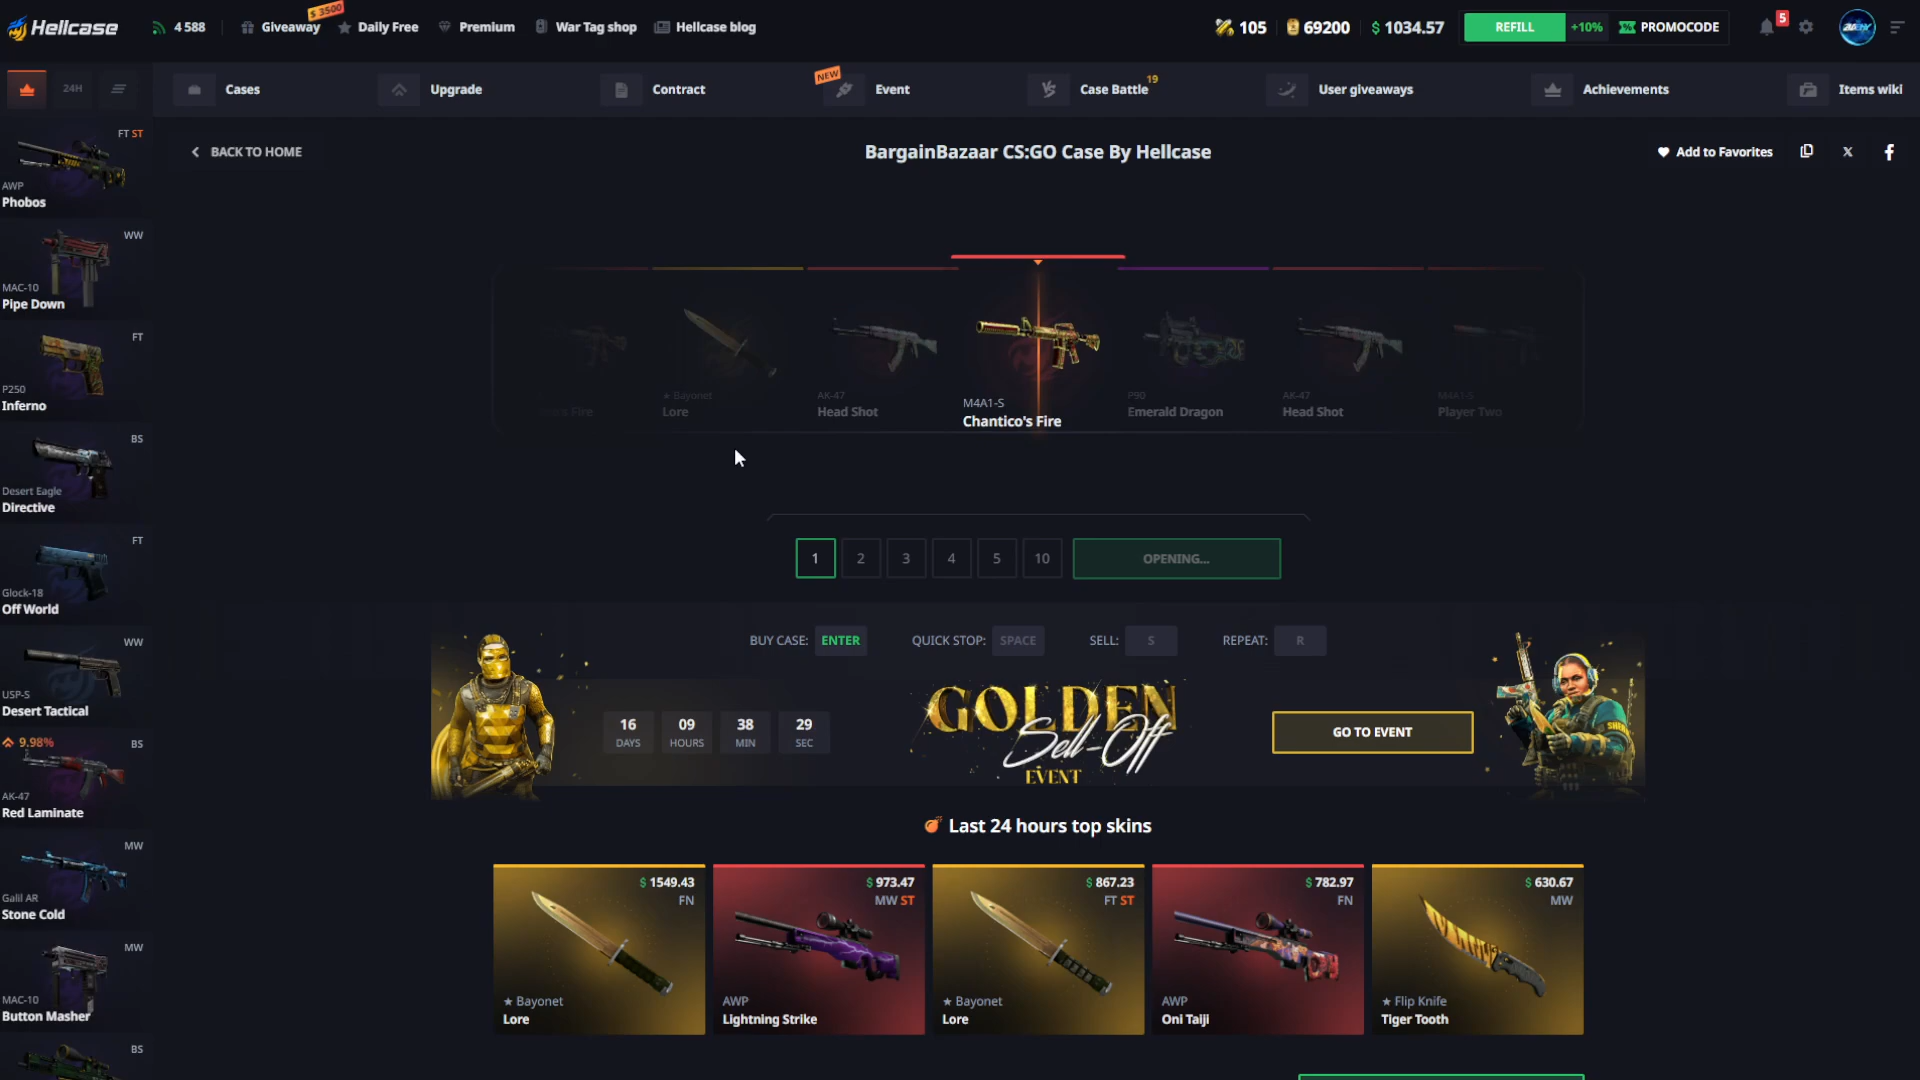 Hellcase
4 588
Giveaway
$ 3500
Daily Free
Premium
War Tag shop
Hellcase blog
105
69200
$ 1034.57
REFILL
+10%
PROMOCODE
5
24H
Cases
Upgrade
Contract
NEW
Event
Case Battle
19
User giveaways
Achievements
Items wiki
BACK TO HOME
BargainBazaar CS:GO Case By Hellcase
Add to Favorites
FT ST
AWP
Phobos
WW
MAC-10
Pipe Down
FT
P250
Inferno
BS
Desert Eagle
Directive
FT
Glock-18
Off World
WW
USP-S
Desert Tactical
9.98%
BS
AK-47
Red Laminate
MW
Galil AR
Stone Cold
MW
MAC-10
Button Masher
BS
Fire
★ Bayonet
Lore
AK-47
Head Shot
M4A1-S
Chantico's Fire
P90
Emerald Dragon
AK-47
Head Shot
M4A1-S
Player Two
1
2
3
4
5
10
OPENING...
BUY CASE: ENTER
QUICK STOP: SPACE
SELL: S
REPEAT: R
16
DAYS
09
HOURS
38
MIN
29
SEC
GOLDEN
Sell-Off
EVENT
GO TO EVENT
Last 24 hours top skins
$ 1549.43
FN
★ Bayonet
Lore
$ 973.47
MW ST
AWP
Lightning Strike
$ 867.23
FT ST
★ Bayonet
Lore
$ 782.97
FN
AWP
Oni Taiji
$ 630.67
MW
★ Flip Knife
Tiger Tooth